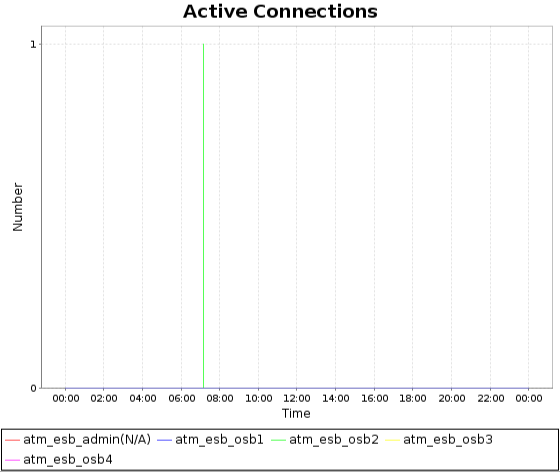 Active Connections
1
Number
0
00:00 02:00 04:00 06:00 08:00 10:00 12:00 14:00 16:00 18:00 20:00 22:00 00:00
Time
atm_esb_admin(N/A) atm_esb_osb1 atm_esb_osb2 atm_esb_osb3
atm_esb_osb4